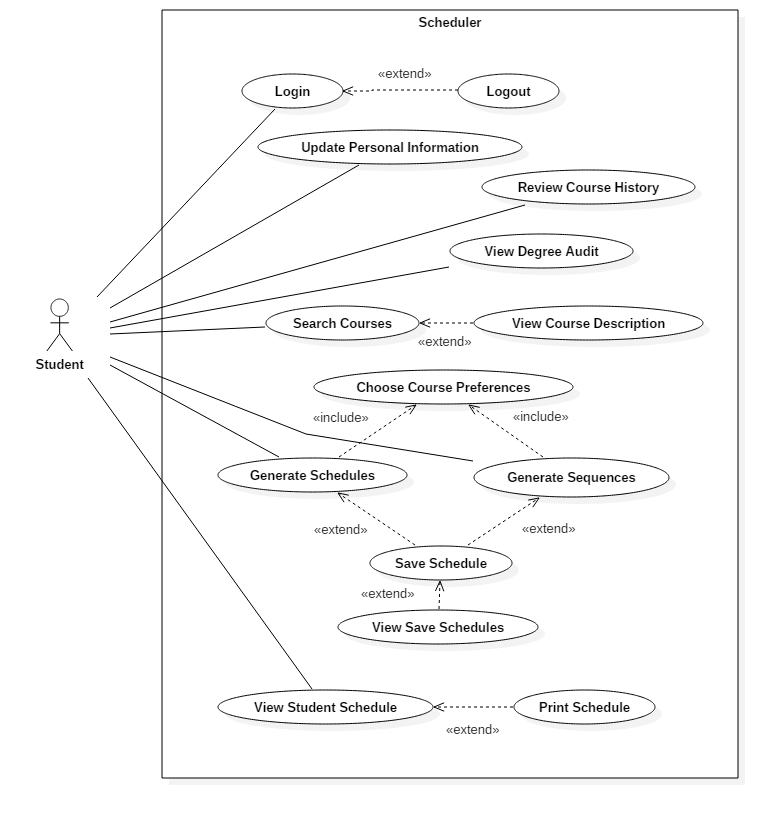 Scheduler
«extend»
Login
Logout
Update Personal Information
Review Course History
View Degree Audit
Search Courses
View Course Description
«extend»
Student
Choose Course Preferences
«include»
«include»
Generate Schedules
Generate Sequences
«extend»
«extend»
Save Schedule
«extend»
View Save Schedules
View Student Schedule
Print Schedule
«extend»